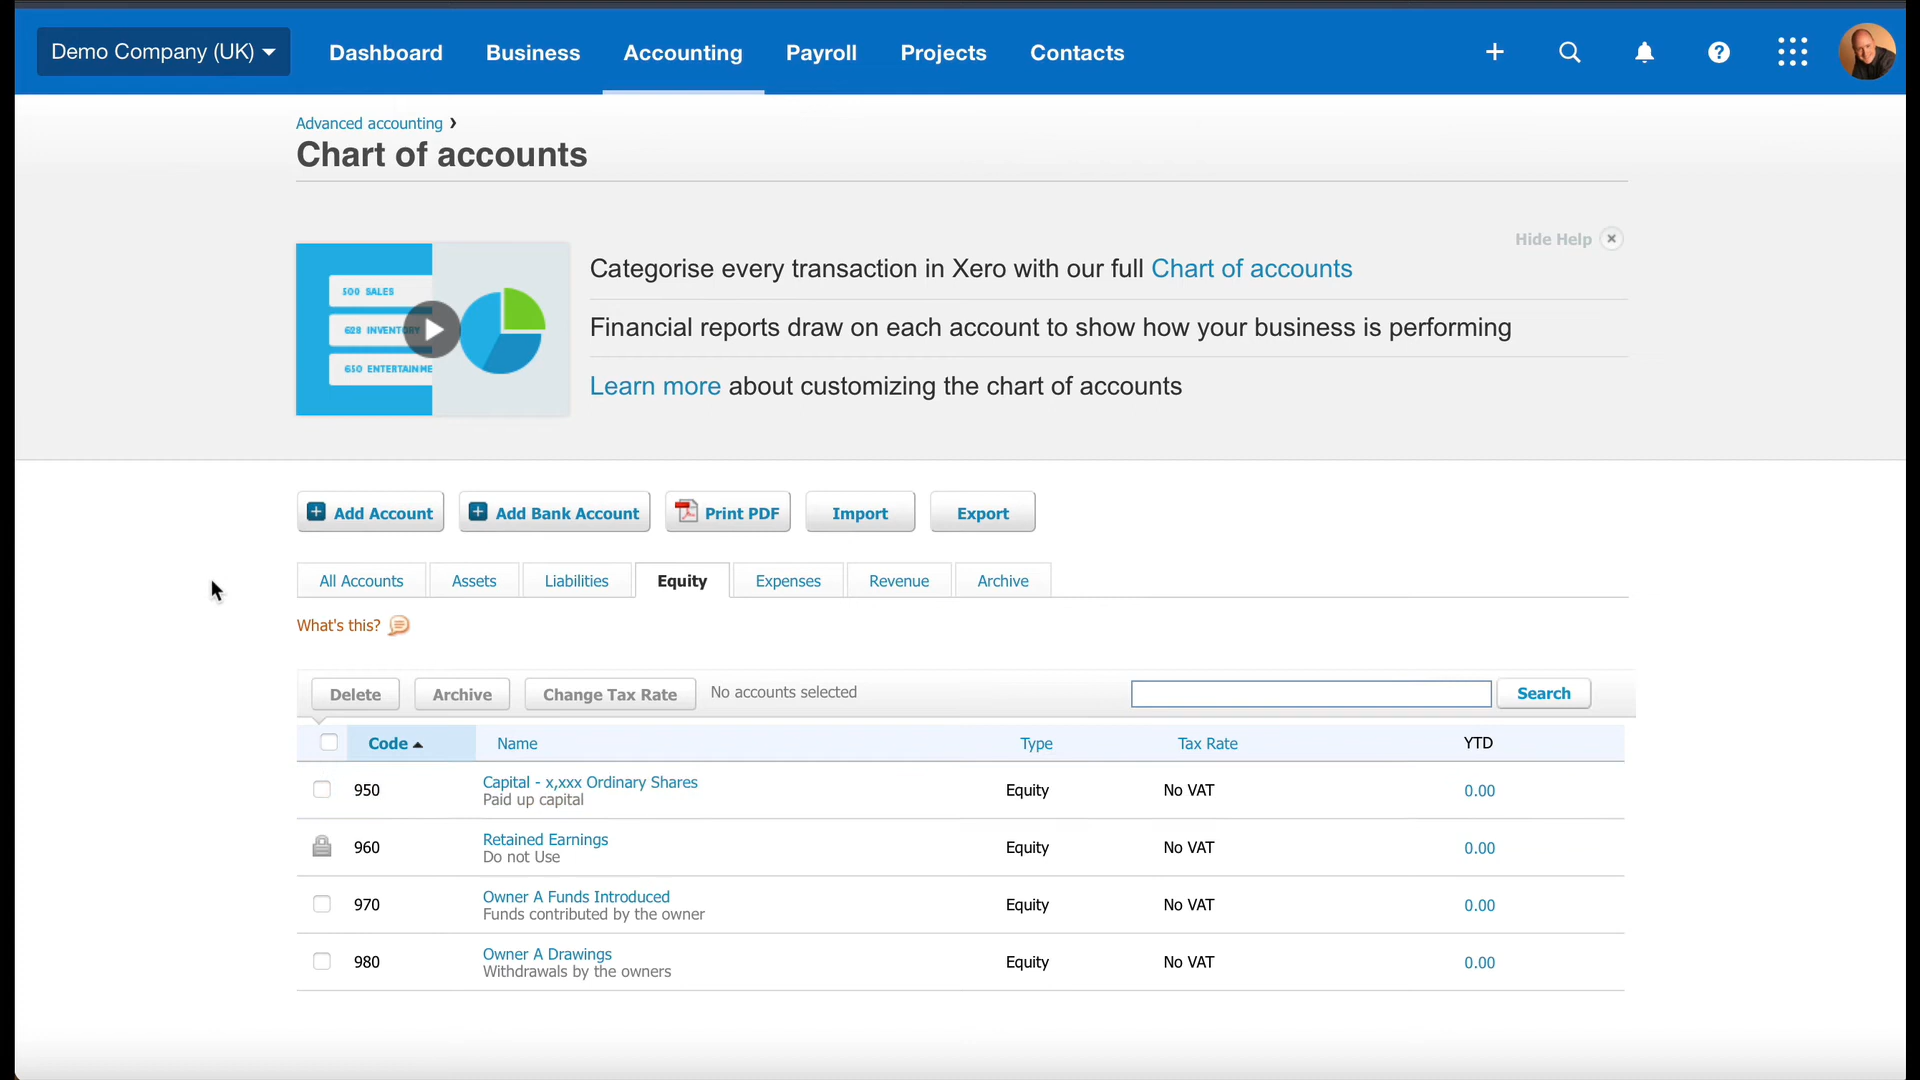 Demo Company (UK)
Dashboard
Business
Accounting
Payroll
Projects
Contacts
Advanced accounting
Chart of accounts
Hide Help
500 SALES
628 INVENTORY
650 ENTERTAINME
Categorise every transaction in Xero with our full Chart of accounts
Financial reports draw on each account to show how your business is performing
Learn more about customizing the chart of accounts
Add Account
Add Bank Account
Print PDF
Import
Export
All Accounts
Assets
Liabilities
Equity
Expenses
Revenue
Archive
What's this?
Delete
Archive
Change Tax Rate
No accounts selected
Search
Code
Name
Type
Tax Rate
YTD
950
Capital - x,xxx Ordinary Shares
Paid up capital
Equity
No VAT
0.00
960
Retained Earnings
Do not Use
Equity
No VAT
0.00
970
Owner A Funds Introduced
Funds contributed by the owner
Equity
No VAT
0.00
980
Owner A Drawings
Withdrawals by the owners
Equity
No VAT
0.00